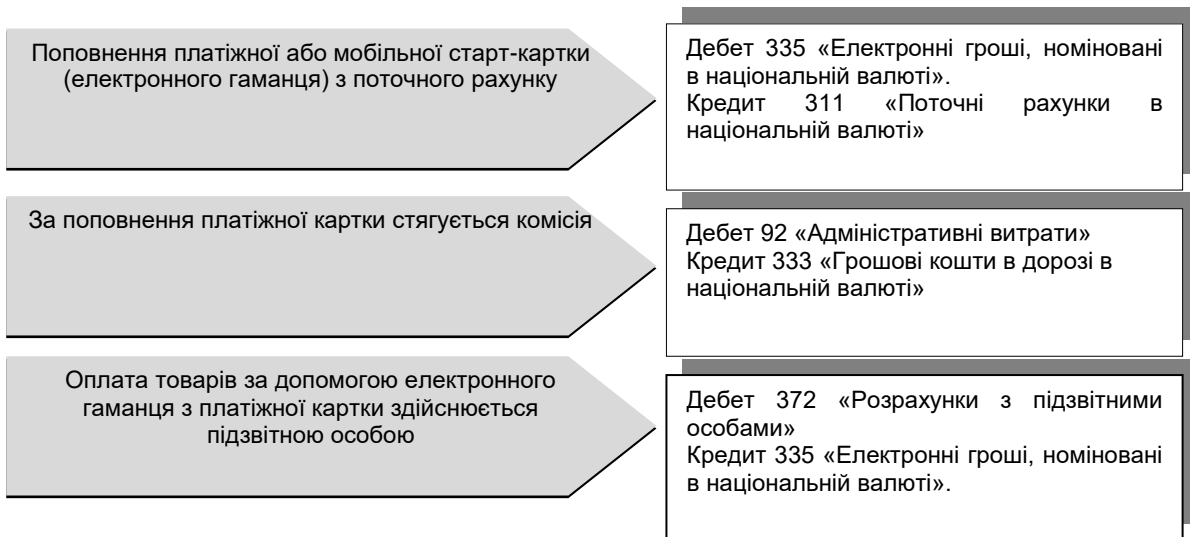 Поповнення платіжної або мобільної старт-картки
(електронного гаманця) з поточного рахунку
Дебет 335 «Електронні гроші, номіновані
в національній валюті».
Кредит 311 «Поточні рахунки в
національній валюті»
За поповнення платіжної картки стягується комісія
Дебет 92 «Адміністративні витрати»
Кредит 333 «Грошові кошти в дорозі в
національній валюті»
Оплата товарів за допомогою електронного
гаманця з платіжної картки здійснюється
підзвітною особою
Дебет 372 «Розрахунки з підзвітними
особами»
Кредит 335 «Електронні гроші, номіновані
в національній валюті».